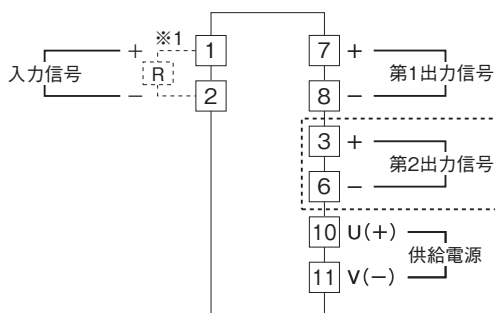 ※1
入力信号
+
R
−
1
2
7 +
8 −
第1出力信号
3 +
6 −
第2出力信号
10 U(+)
11 V(−)
供給電源